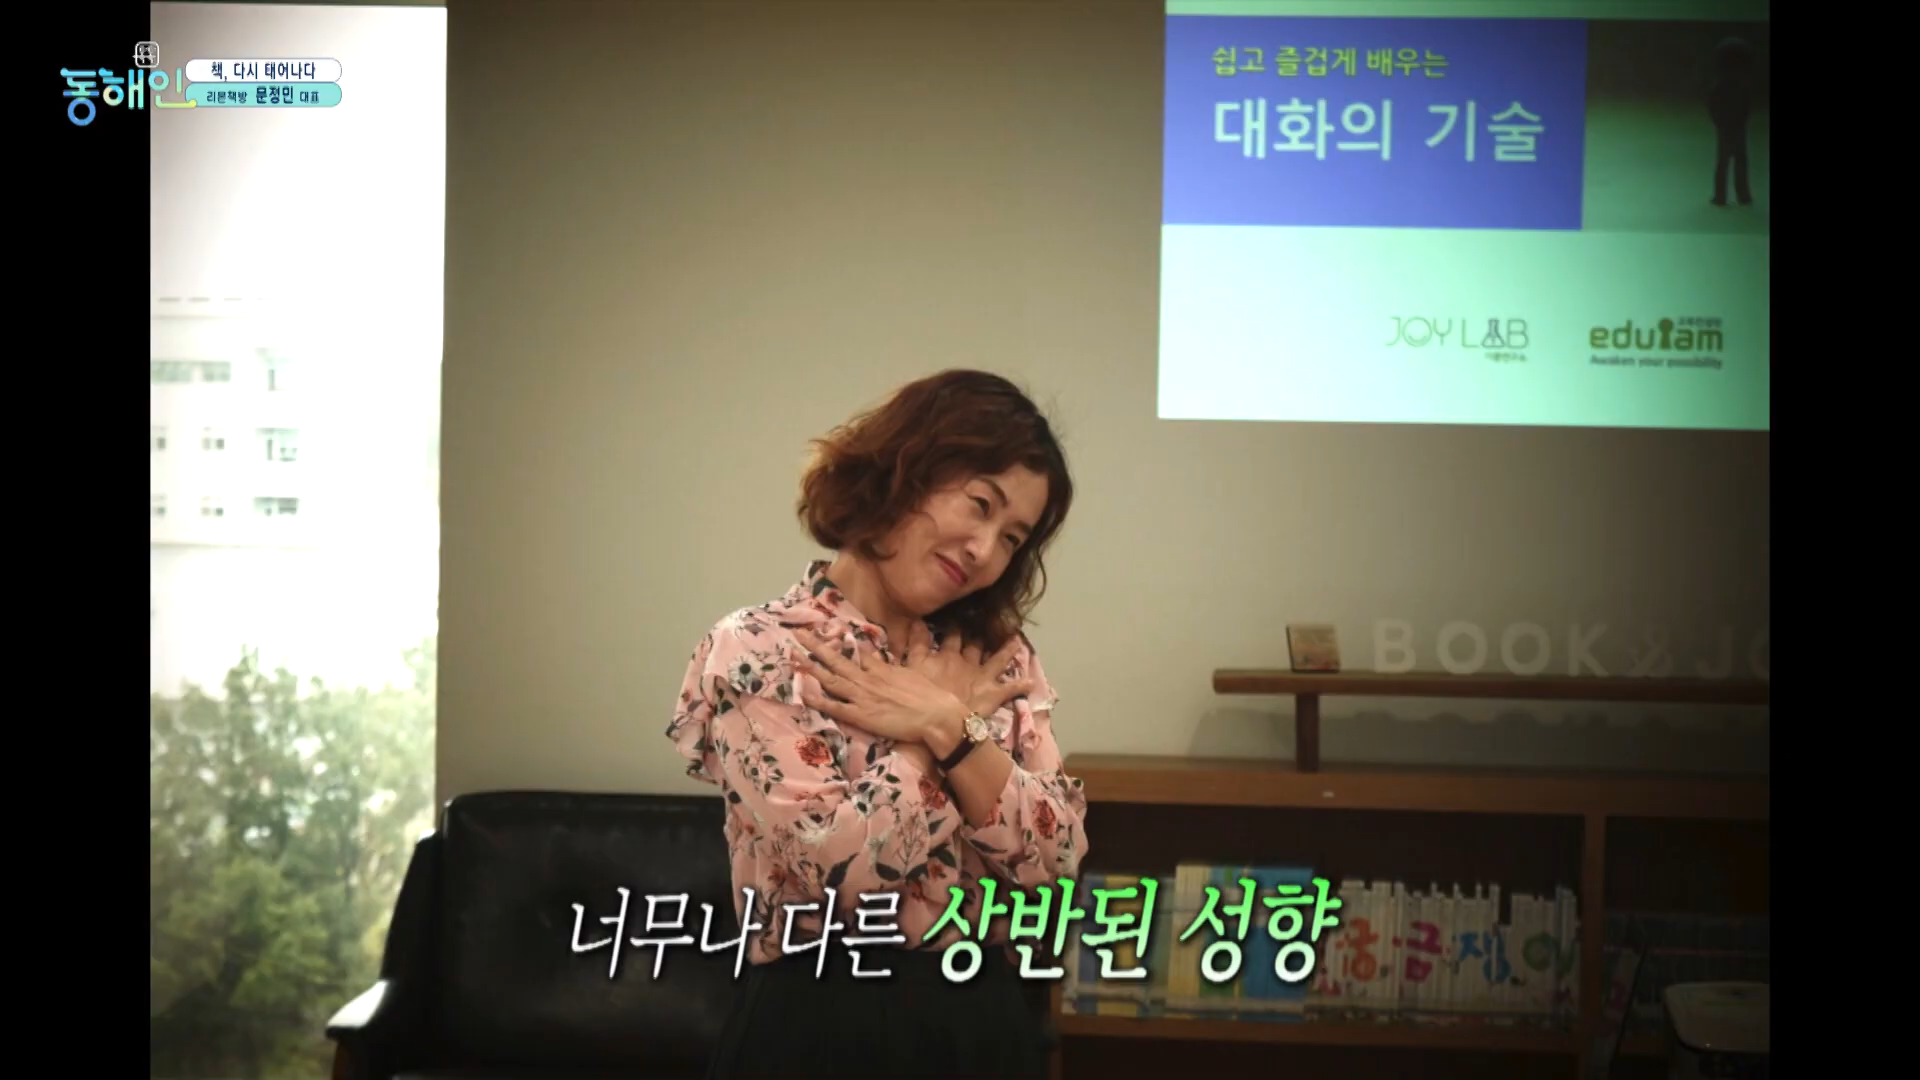 동해인
책, 다시 태어나다
리본책방 문정민 대표
쉽고 즐겁게 배우는
대화의 기술
JOY LAB
eduiam
Awaken your possibility
BOOK & JO
너무나 다른 상반된 성향